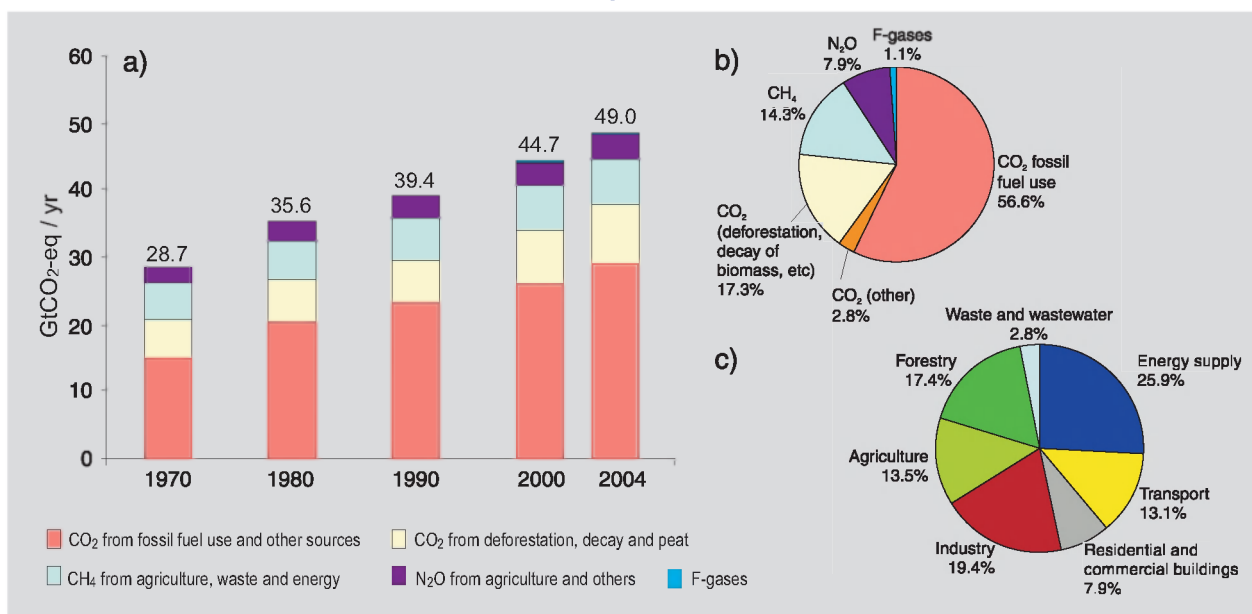 a)
GtCO₂-eq / yr
60
50
40
30
20
10
0
28.7
35.6
39.4
44.7
49.0
1970
1980
1990
2000
2004
CO₂ from fossil fuel use and other sources
CO₂ from deforestation, decay and peat
CH₄ from agriculture, waste and energy
N₂O from agriculture and others
F-gases
b)
F-gases
1.1%
N₂O
7.9%
CH₄
14.3%
CO₂ fossil
fuel use
56.6%
CO₂
(deforestation,
decay of
biomass, etc)
17.3%
CO₂ (other)
2.8%
c)
Waste and wastewater
2.8%
Forestry
17.4%
Energy supply
25.9%
Agriculture
13.5%
Transport
13.1%
Industry
19.4%
Residential and
commercial buildings
7.9%